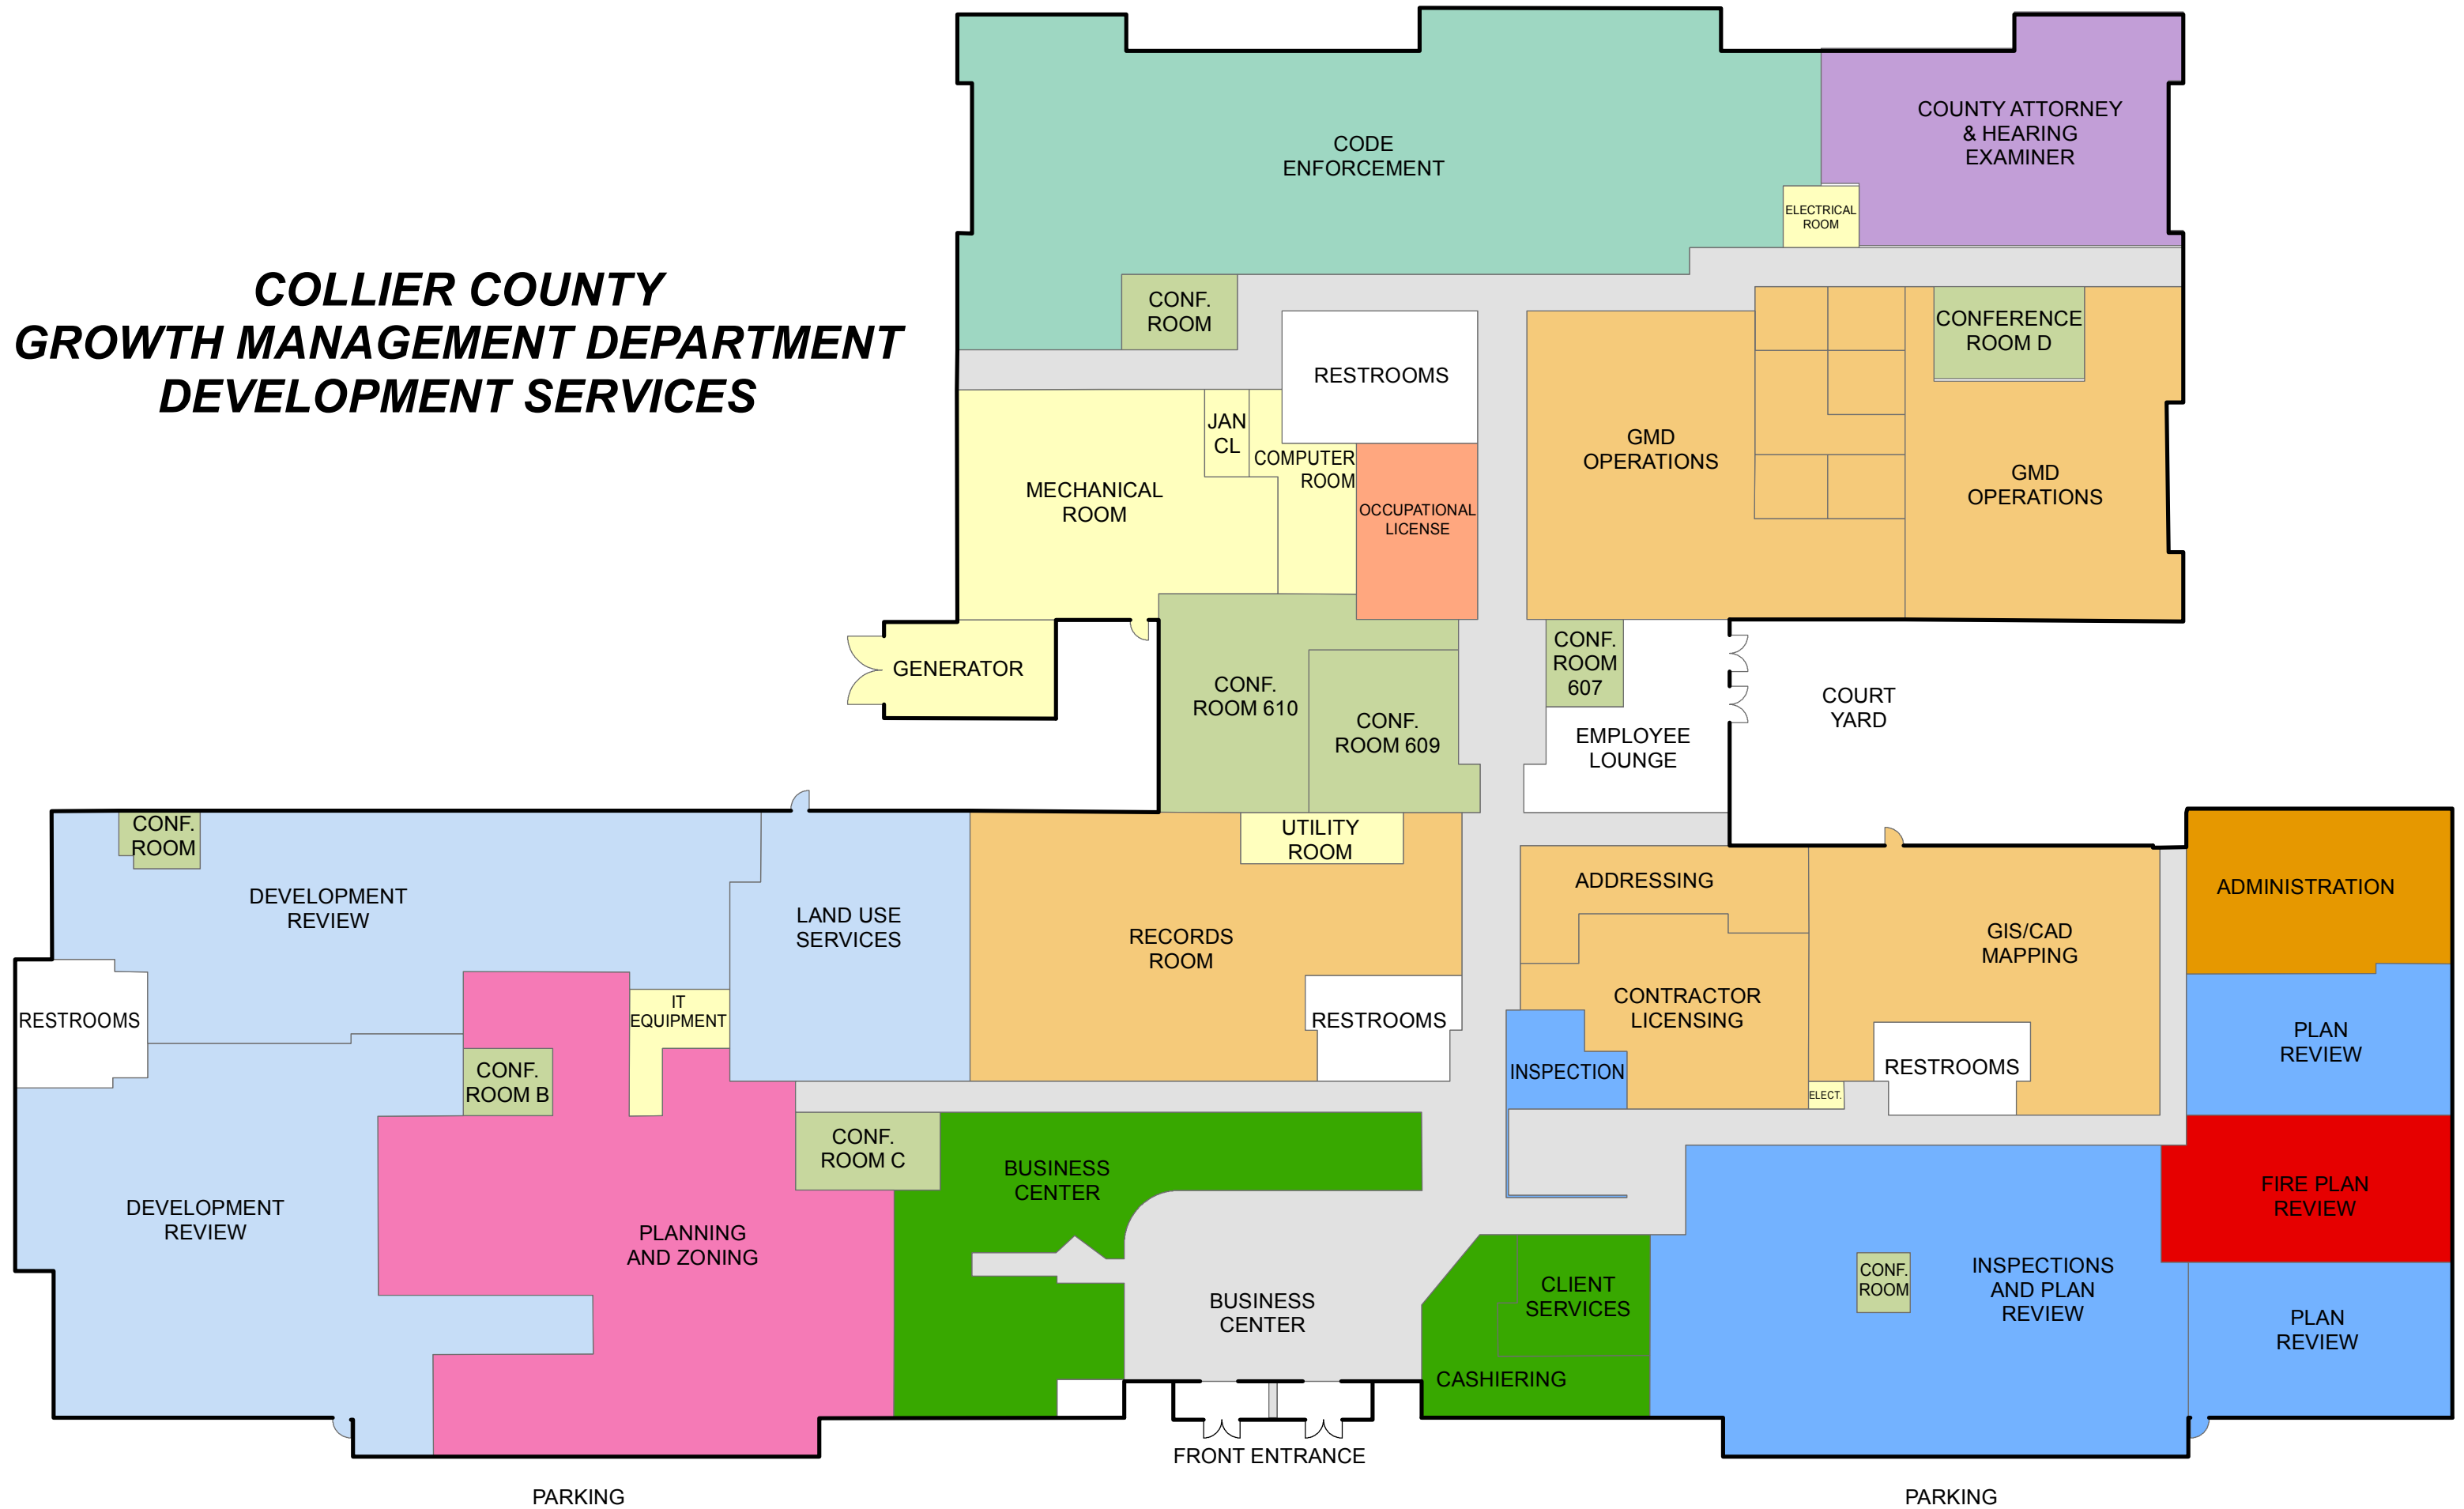 COLLIER COUNTY
GROWTH MANAGEMENT DEPARTMENT
DEVELOPMENT SERVICES
CODE
ENFORCEMENT
COUNTY ATTORNEY
& HEARING
EXAMINER
ELECTRICAL
ROOM
CONF.
ROOM
RESTROOMS
CONFERENCE
ROOM D
JAN
CL
COMPUTER
ROOM
MECHANICAL
ROOM
OCCUPATIONAL
LICENSE
GMD
OPERATIONS
GMD
OPERATIONS
GENERATOR
CONF.
ROOM 610
CONF.
ROOM 609
CONF.
ROOM
607
EMPLOYEE
LOUNGE
COURT
YARD
CONF.
ROOM
DEVELOPMENT
REVIEW
LAND USE
SERVICES
UTILITY
ROOM
RECORDS
ROOM
RESTROOMS
ADDRESSING
CONTRACTOR
LICENSING
GIS/CAD
MAPPING
ADMINISTRATION
RESTROOMS
IT
EQUIPMENT
CONF.
ROOM B
INSPECTION
ELECT.
RESTROOMS
PLAN
REVIEW
DEVELOPMENT
REVIEW
PLANNING
AND ZONING
CONF.
ROOM C
BUSINESS
CENTER
BUSINESS
CENTER
CLIENT
SERVICES
CASHIERING
CONF.
ROOM
INSPECTIONS
AND PLAN
REVIEW
FIRE PLAN
REVIEW
PLAN
REVIEW
FRONT ENTRANCE
PARKING
PARKING